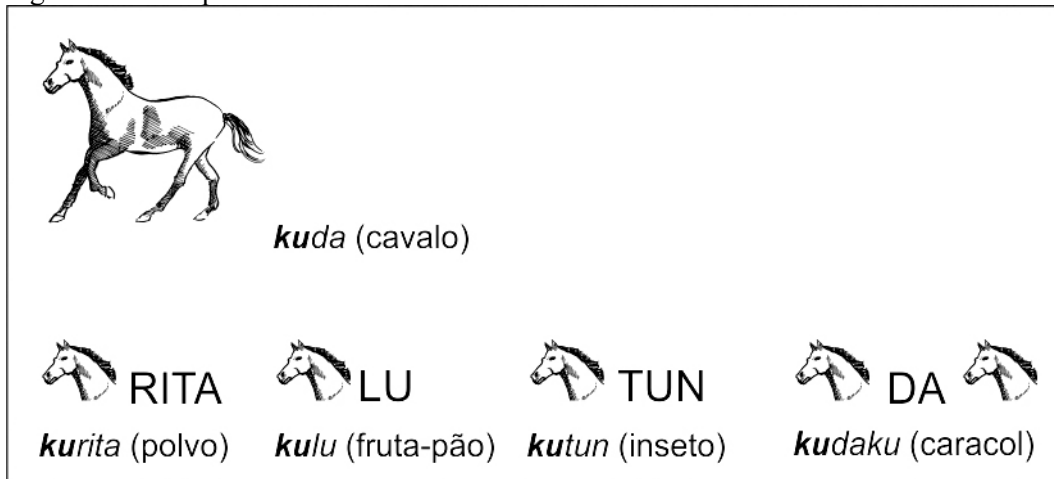 kuda (cavalo)
RITA LU TUN DA
kurita (polvo) kulu (fruta-pão) kutun (inseto) kudaku (caracol)